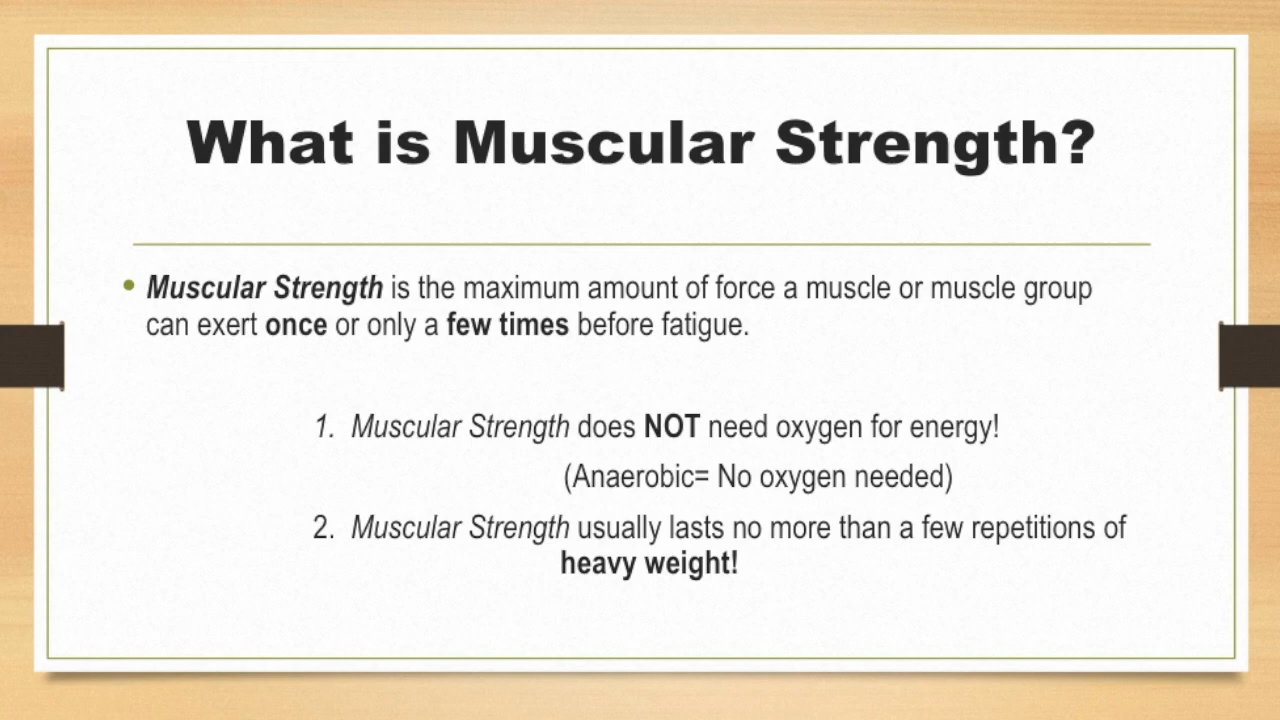 What is Muscular Strength?
• Muscular Strength is the maximum amount of force a muscle or muscle group
can exert once or only a few times before fatigue.
1. Muscular Strength does NOT need oxygen for energy!
(Anaerobic= No oxygen needed)
2. Muscular Strength usually lasts no more than a few repetitions of
heavy weight!